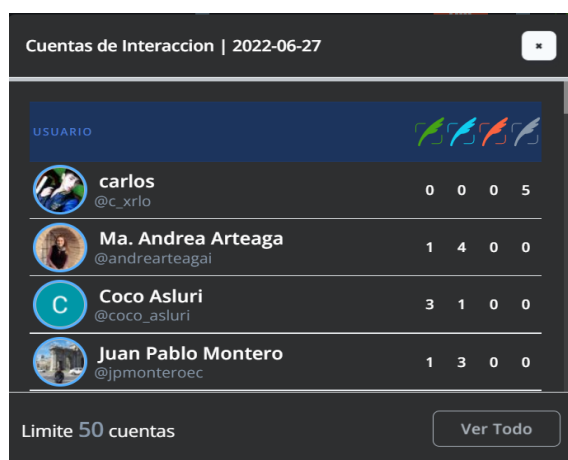 Cuentas de Interaccion | 2022-06-27
×
USUARIO
carlos
@c_xrlo
0 0 0 5
Ma. Andrea Arteaga
@andrearteagai
1 4 0 0
C
Coco Asluri
@coco_asluri
3 1 0 0
Juan Pablo Montero
@jpmonteroec
1 3 0 0
Limite 50 cuentas
Ver Todo